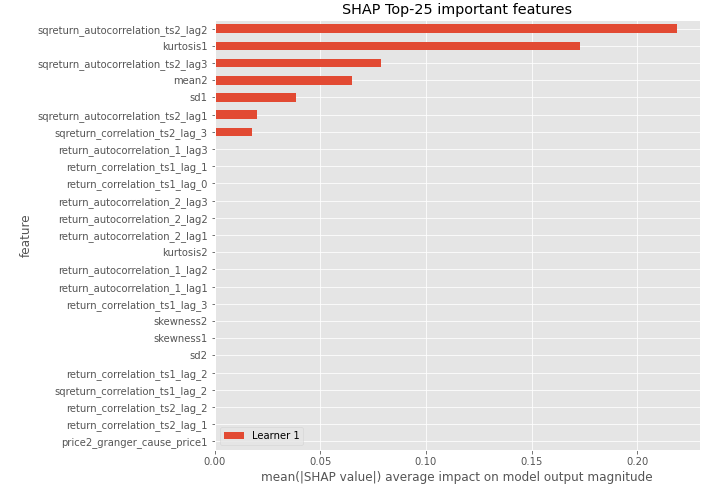 SHAP Top-25 important features
sqreturn_autocorrelation_ts2_lag2
kurtosis1
sqreturn_autocorrelation_ts2_lag3
mean2
sd1
sqreturn_autocorrelation_ts2_lag1
sqreturn_correlation_ts2_lag_3
return_autocorrelation_1_lag3
return_correlation_ts1_lag_1
return_correlation_ts1_lag_0
return_autocorrelation_2_lag3
return_autocorrelation_2_lag2
return_autocorrelation_2_lag1
kurtosis2
return_autocorrelation_1_lag2
return_autocorrelation_1_lag1
return_correlation_ts1_lag_3
skewness2
skewness1
sd2
return_correlation_ts1_lag_2
sqreturn_correlation_ts1_lag_2
return_correlation_ts2_lag_2
return_correlation_ts2_lag_1
price2_granger_cause_price1
feature
Learner 1
0.00 0.05 0.10 0.15 0.20
mean(|SHAP value|) average impact on model output magnitude